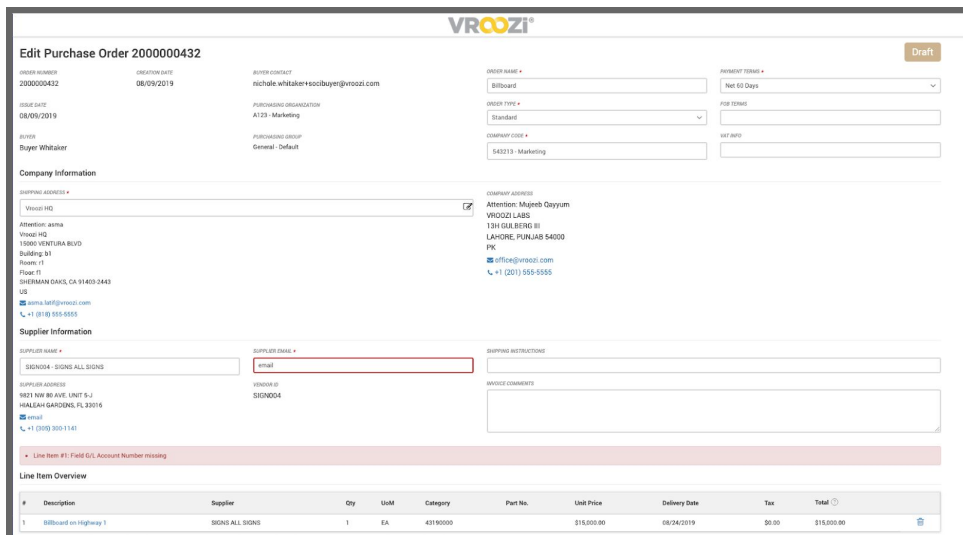 VROOZi®
Edit Purchase Order 2000000432
Draft
ORDER NUMBER
2000000432
CREATION DATE
08/09/2019
BUYER CONTACT
nichole.whitaker+socibuyer@vroozi.com
ORDER NAME *
Billboard
PAYMENT TERMS *
Net 60 Days
ISSUE DATE
08/09/2019
PURCHASING ORGANIZATION
A123 - Marketing
ORDER TYPE *
Standard
FOB TERMS
BUYER
Buyer Whitaker
PURCHASING GROUP
General - Default
COMPANY CODE *
543213 - Marketing
VAT INFO
Company Information
SHIPPING ADDRESS *
Vroozi HQ
Attention: asma
Vroozi HQ
15000 VENTURA BLVD
Building: b1
Room: r1
Floar: f1
SHERMAN OAKS, CA 91403-2443
US
asma.latif@vroozi.com
+1 (818) 555-5555
COMPANY ADDRESS
Attention: Mujeeb Qayyum
VROOZI LABS
13H GULBERG III
LAHORE, PUNJAB 54000
PK
office@vroozi.com
+1 (201) 555-5555
Supplier Information
SUPPLIER NAME *
SIGN004 - SIGNS ALL SIGNS
SUPPLIER EMAIL *
email
SHIPPING INSTRUCTIONS
SUPPLIER ADDRESS
9821 NW 80 AVE, UNIT 5-J
HIALEAH GARDENS, FL 33016
email
+1 (305) 300-1141
VENDOR ID
SIGN004
INVOICE COMMENTS
• Line Item #1: Field G/L Account Number missing
Line Item Overview
# Description Supplier Qty UoM Category Part No. Unit Price Delivery Date Tax Total ?
1 Billboard on Highway 1 SIGNS ALL SIGNS 1 EA 43190000 $15,000.00 08/24/2019 $0.00 $15,000.00